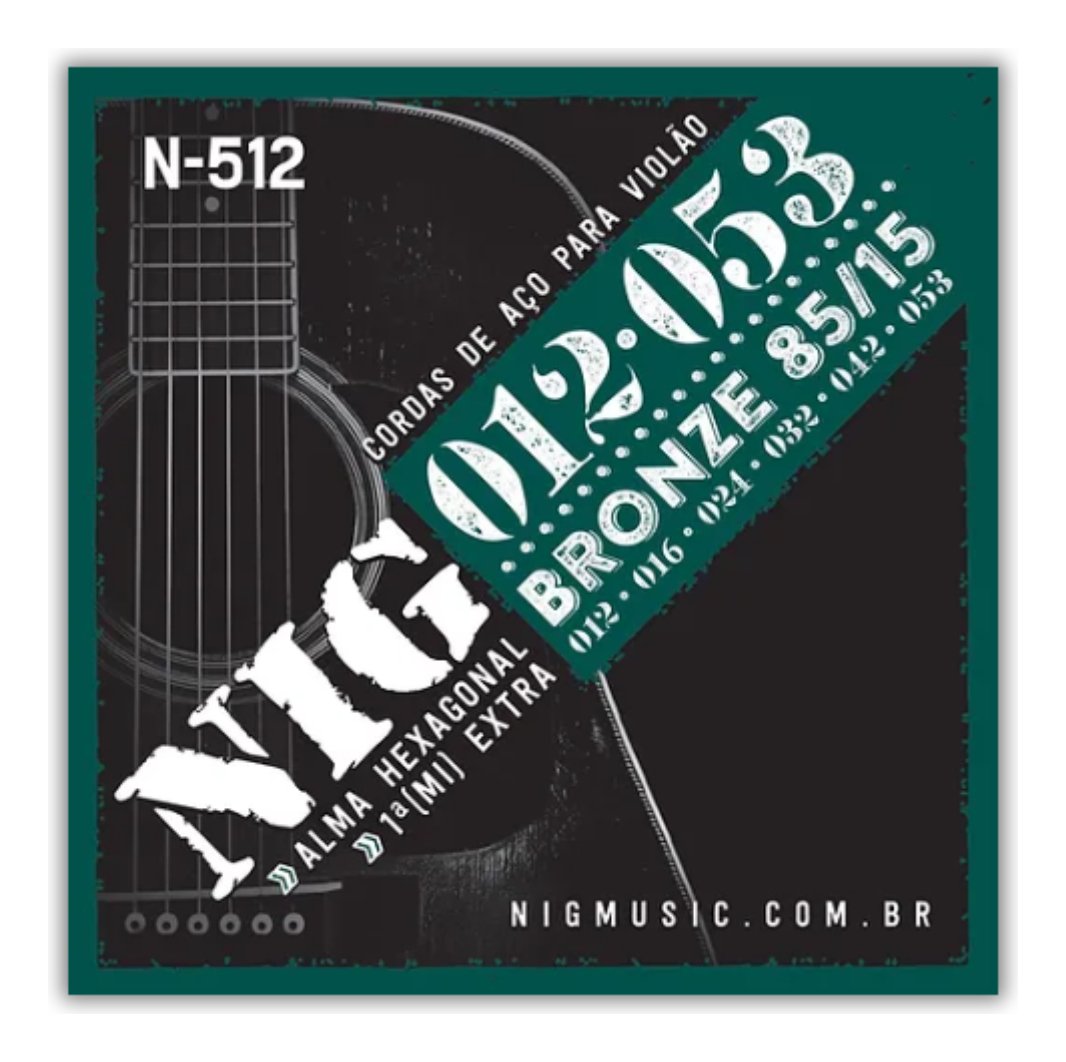 N-512
CORDAS DE AÇO PARA VIOLÃO
012·053
BRONZE 85/15
012 · 016 · 024 · 032 · 042 · 053
NIG
ALMA HEXAGONAL
1ª(MI) EXTRA
NIGMUSIC.COM.BR